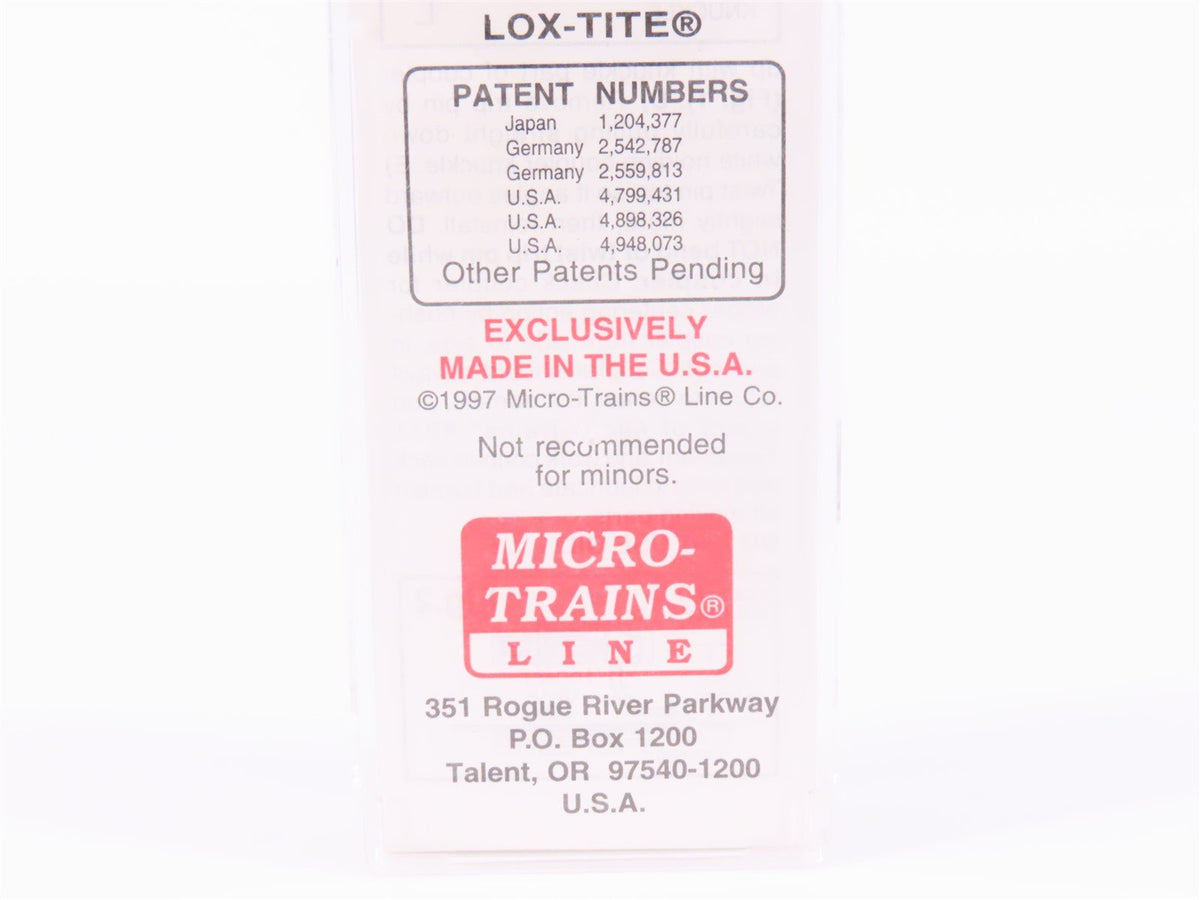 LOX-TITE®
PATENT NUMBERS
Japan 1,204,377
Germany 2,542,787
Germany 2,559,813
U.S.A. 4,799,431
U.S.A. 4,898,326
U.S.A. 4,948,073
Other Patents Pending
EXCLUSIVELY
MADE IN THE U.S.A.
©1997 Micro-Trains® Line Co.
Not recommended
for minors.
MICRO-
TRAINS®
LINE
351 Rogue River Parkway
P.O. Box 1200
Talent, OR 97540-1200
U.S.A.